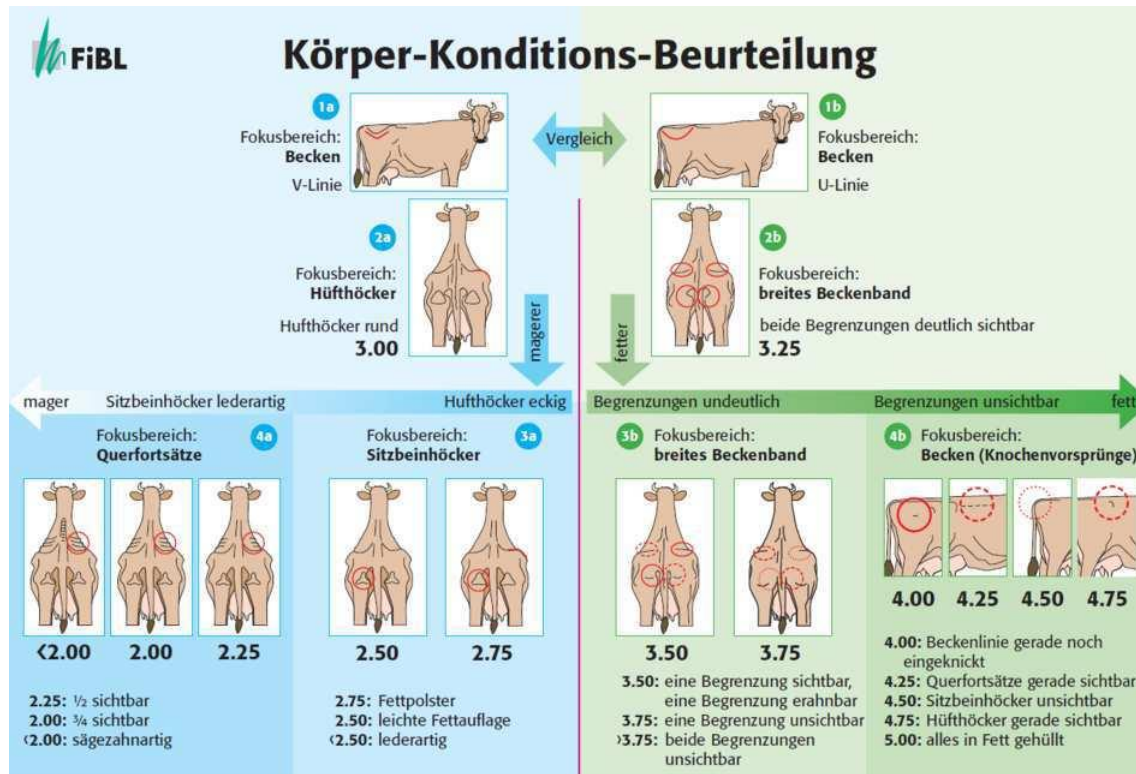 FiBL
Körper-Konditions-Beurteilung
1a
Fokusbereich:
Becken
V-Linie
Vergleich
1b
Fokusbereich:
Becken
U-Linie
2a
Fokusbereich:
Hüfthöcker
Hufthöcker rund
3.00
magerer
2b
Fokusbereich:
breites Beckenband
beide Begrenzungen deutlich sichtbar
3.25
fetter
mager
Sitzbeinhöcker lederartig
Hufthöcker eckig
Begrenzungen undeutlich
Begrenzungen unsichtbar
fett
Fokusbereich:
Querfortsätze
4a
<2.00
2.00
2.25
2.25: ½ sichtbar
2.00: ¾ sichtbar
<2.00: sägezahnartig
Fokusbereich:
Sitzbeinhöcker
3a
2.50
2.75
2.75: Fettpolster
2.50: leichte Fettauflage
<2.50: lederartig
3b
Fokusbereich:
breites Beckenband
3.50
3.75
3.50: eine Begrenzung sichtbar,
eine Begrenzung erahnbar
3.75: eine Begrenzung unsichtbar
>3.75: beide Begrenzungen
unsichtbar
4b
Fokusbereich:
Becken (Knochenvorsprünge)
4.00
4.25
4.50
4.75
4.00: Beckenlinie gerade noch
eingeknickt
4.25: Querfortsätze gerade sichtbar
4.50: Sitzbeinhöcker unsichtbar
4.75: Hüfthöcker gerade sichtbar
5.00: alles in Fett gehüllt